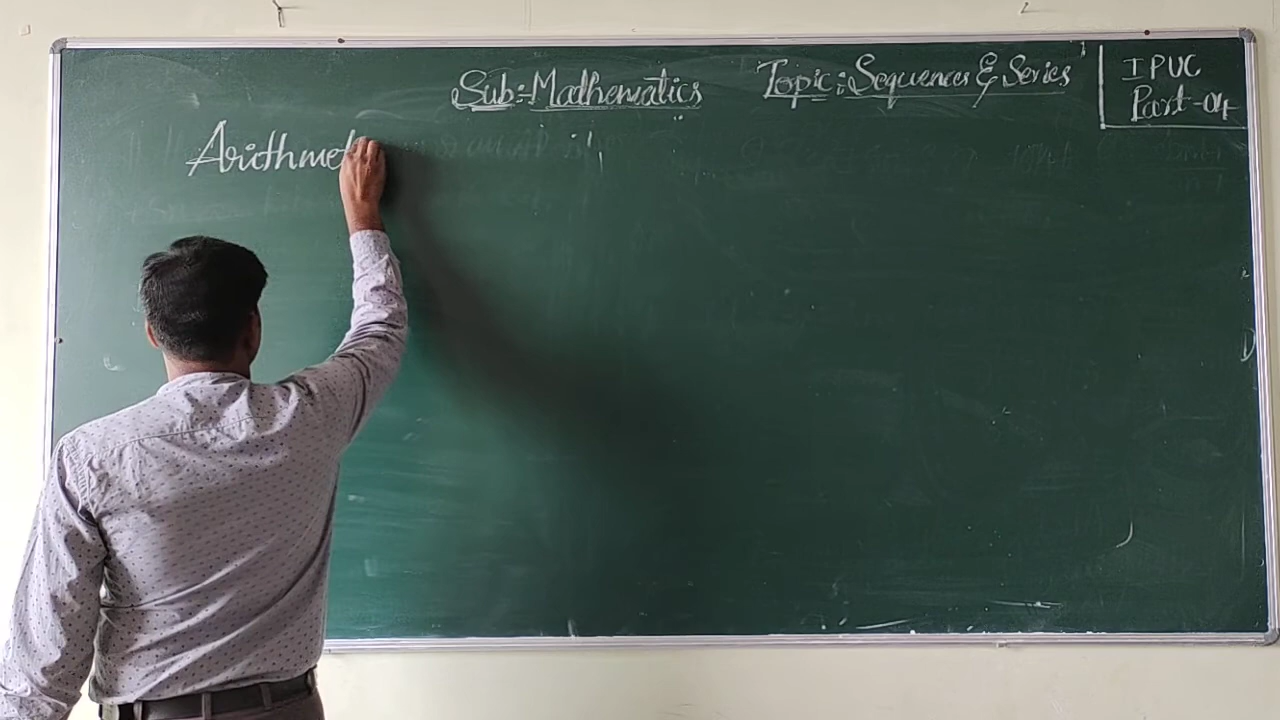 Sub:- Mathematics Topic: Sequences & Series
I PUC
Part-04
Arithmet